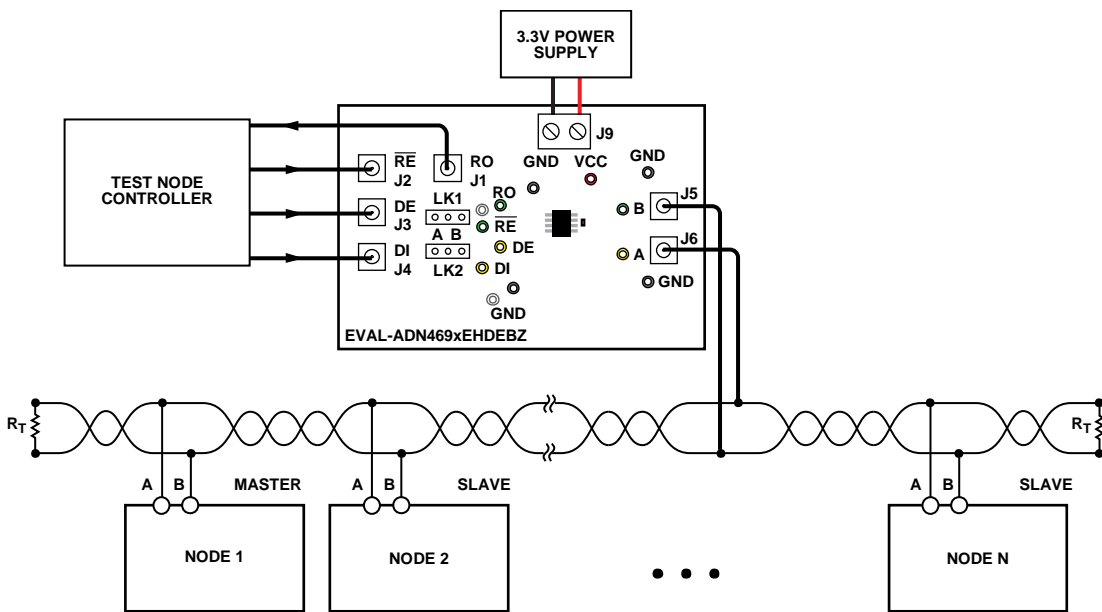 3.3V POWER
SUPPLY
TEST NODE
CONTROLLER
RE
J2
DE
J3
DI
J4
RO
J1
LK1
A B
LK2
RO
RE
DE
DI
GND
GND
VCC
J9
GND
B
A
J5
J6
GND
EVAL-ADN469xEHDEBZ
RT
RT
A B MASTER
NODE 1
A B SLAVE
NODE 2
A B SLAVE
NODE N